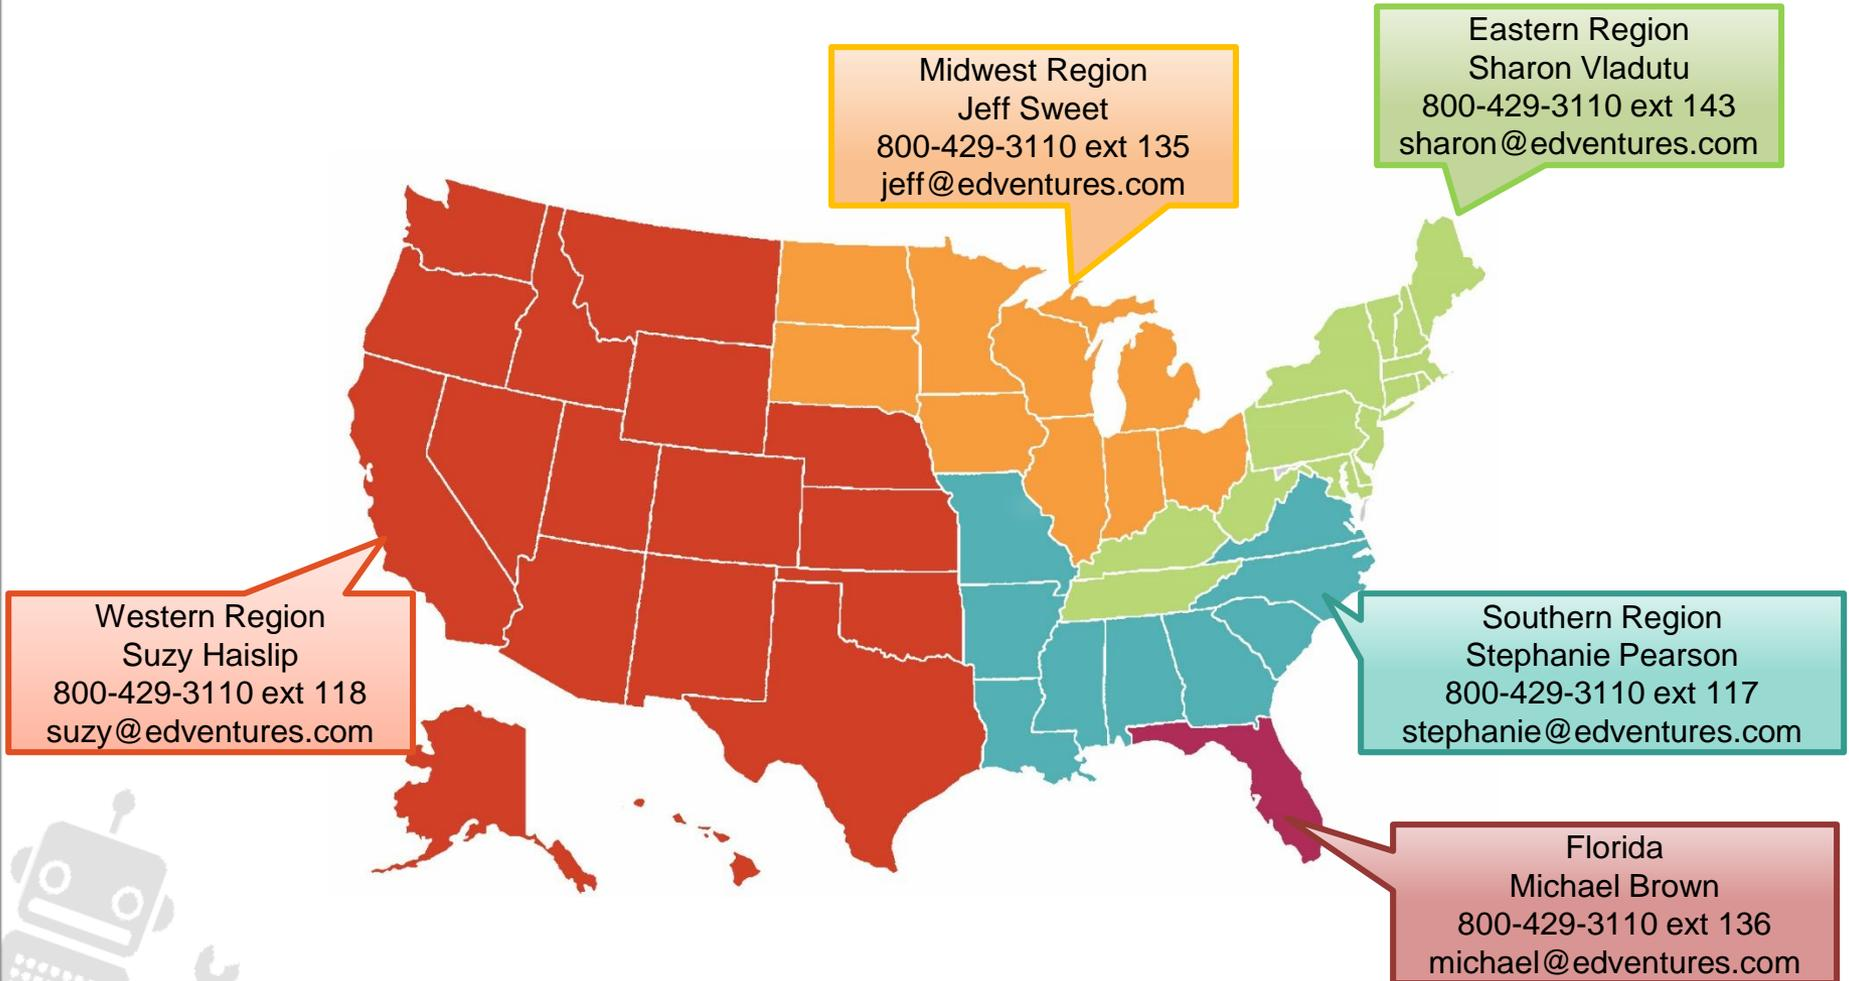 Eastern Region
Sharon Vladutu
800-429-3110 ext 143
sharon@edventures.com
Midwest Region
Jeff Sweet
800-429-3110 ext 135
jeff@edventures.com
Western Region
Suzy Haislip
800-429-3110 ext 118
suzy@edventures.com
Southern Region
Stephanie Pearson
800-429-3110 ext 117
stephanie@edventures.com
Florida
Michael Brown
800-429-3110 ext 136
michael@edventures.com